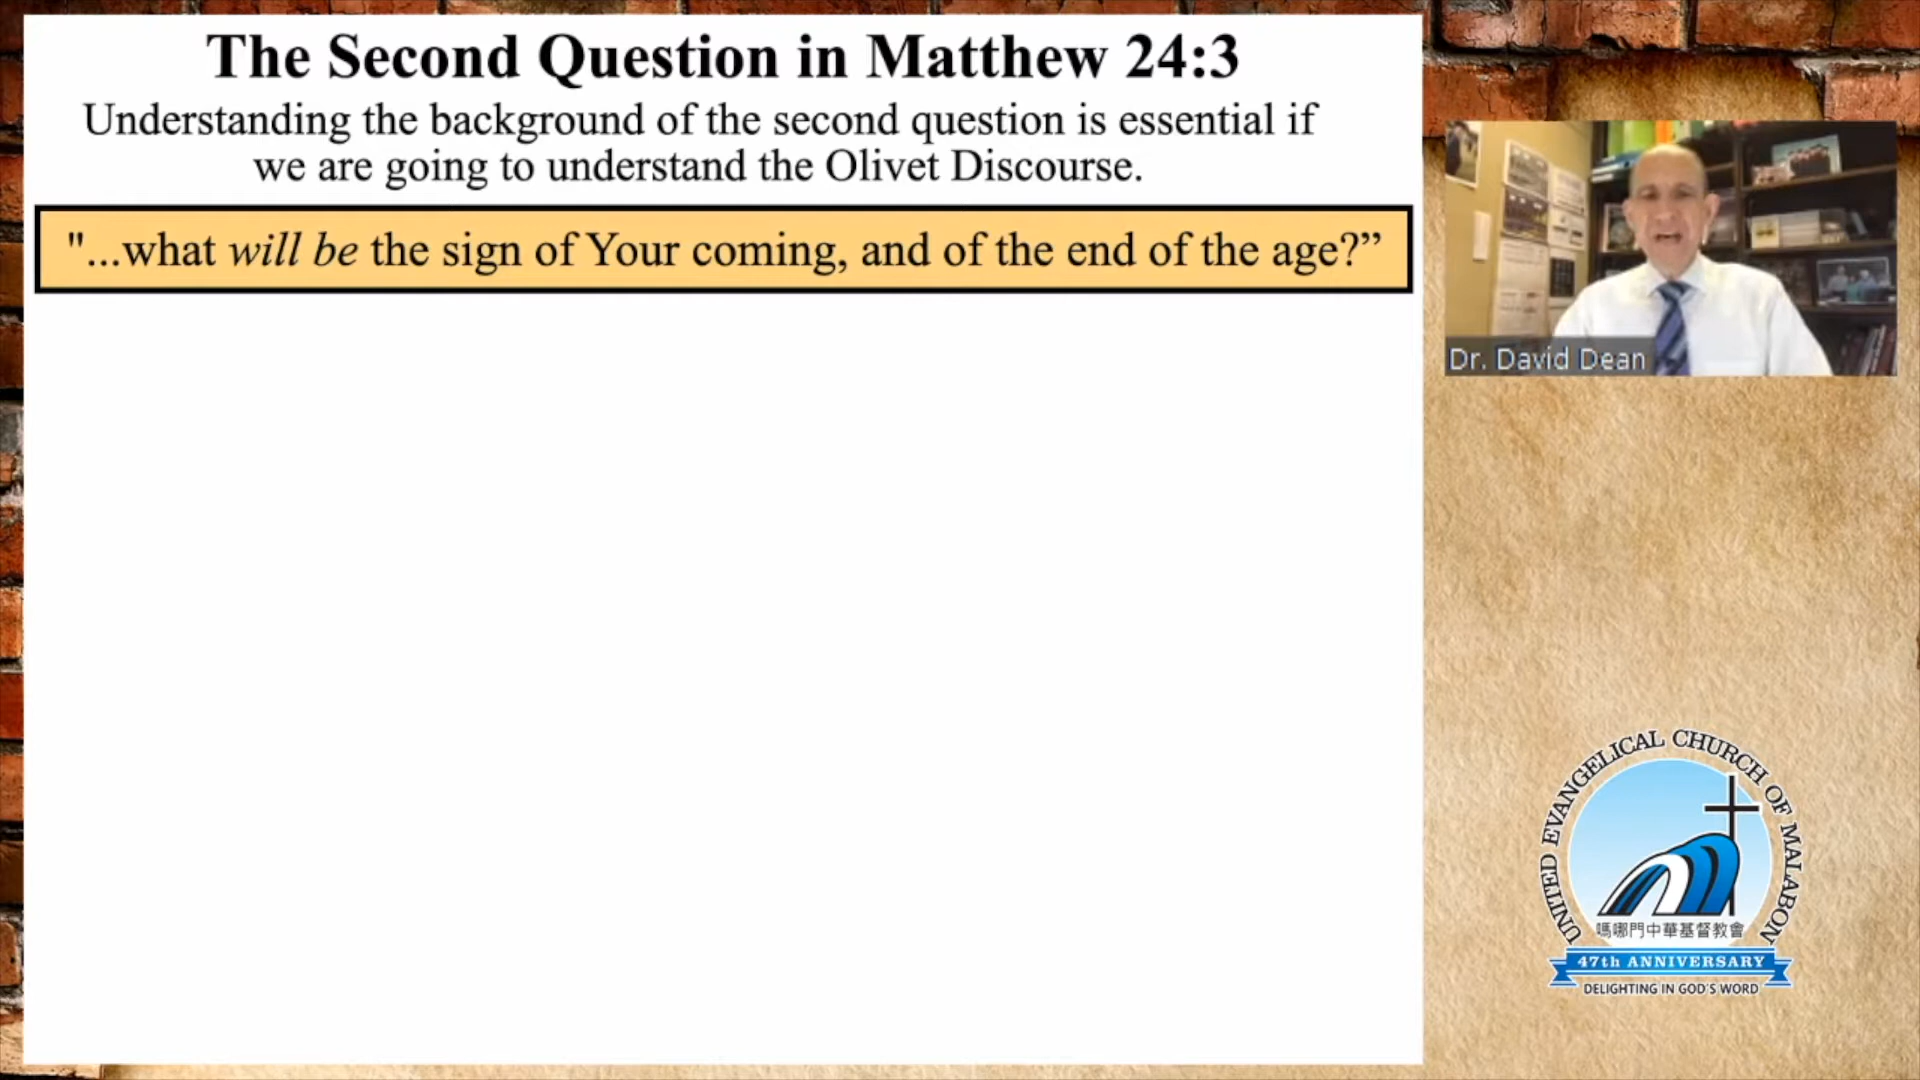 The Second Question in Matthew 24:3
Understanding the background of the second question is essential if
we are going to understand the Olivet Discourse.
"...what will be the sign of Your coming, and of the end of the age?”
Dr. David Dean
UNITED EVANGELICAL CHURCH OF MALABON
嗎哪門中華基督教會
47th ANNIVERSARY
DELIGHTING IN GOD'S WORD